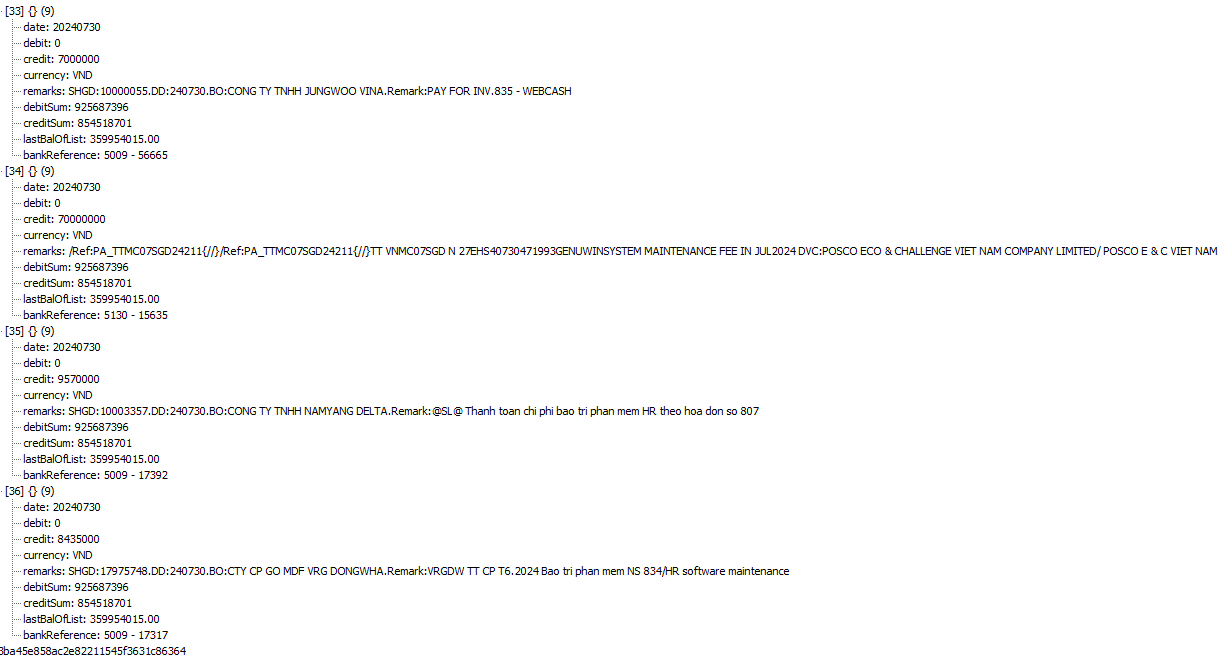 [33] {} (9)
date: 20240730
debit: 0
credit: 7000000
currency: VND
remarks: SHGD:10000055.DD:240730.BO:CONG TY TNHH JUNGWOO VINA.Remark:PAY FOR INV.835 - WEBCASH
debitSum: 925687396
creditSum: 854518701
lastBalOfList: 359954015.00
bankReference: 5009 - 56665
[34] {} (9)
date: 20240730
debit: 0
credit: 70000000
currency: VND
remarks: /Ref:PA_TTMC07SGD24211{//}/Ref:PA_TTMC07SGD24211{//}TT VNMC07SGD N 27EHS40730471993GENUWINSYSTEM MAINTENANCE FEE IN JUL2024 DVC:POSCO ECO & CHALLENGE VIET NAM COMPANY LIMITED/ POSCO E & C VIET NAM
debitSum: 925687396
creditSum: 854518701
lastBalOfList: 359954015.00
bankReference: 5130 - 15635
[35] {} (9)
date: 20240730
debit: 0
credit: 9570000
currency: VND
remarks: SHGD:10003357.DD:240730.BO:CONG TY TNHH NAMYANG DELTA.Remark:@SL@ Thanh toan chi phi bao tri phan mem HR theo hoa don so 807
debitSum: 925687396
creditSum: 854518701
lastBalOfList: 359954015.00
bankReference: 5009 - 17392
[36] {} (9)
date: 20240730
debit: 0
credit: 8435000
currency: VND
remarks: SHGD:17975748.DD:240730.BO:CTY CP GO MDF VRG DONGWHA.Remark:VRGDW TT CP T6.2024 Bao tri phan mem NS 834/HR software maintenance
debitSum: 925687396
creditSum: 854518701
lastBalOfList: 359954015.00
bankReference: 5009 - 17317
3ba45e858ac2e82211545f3631c86364